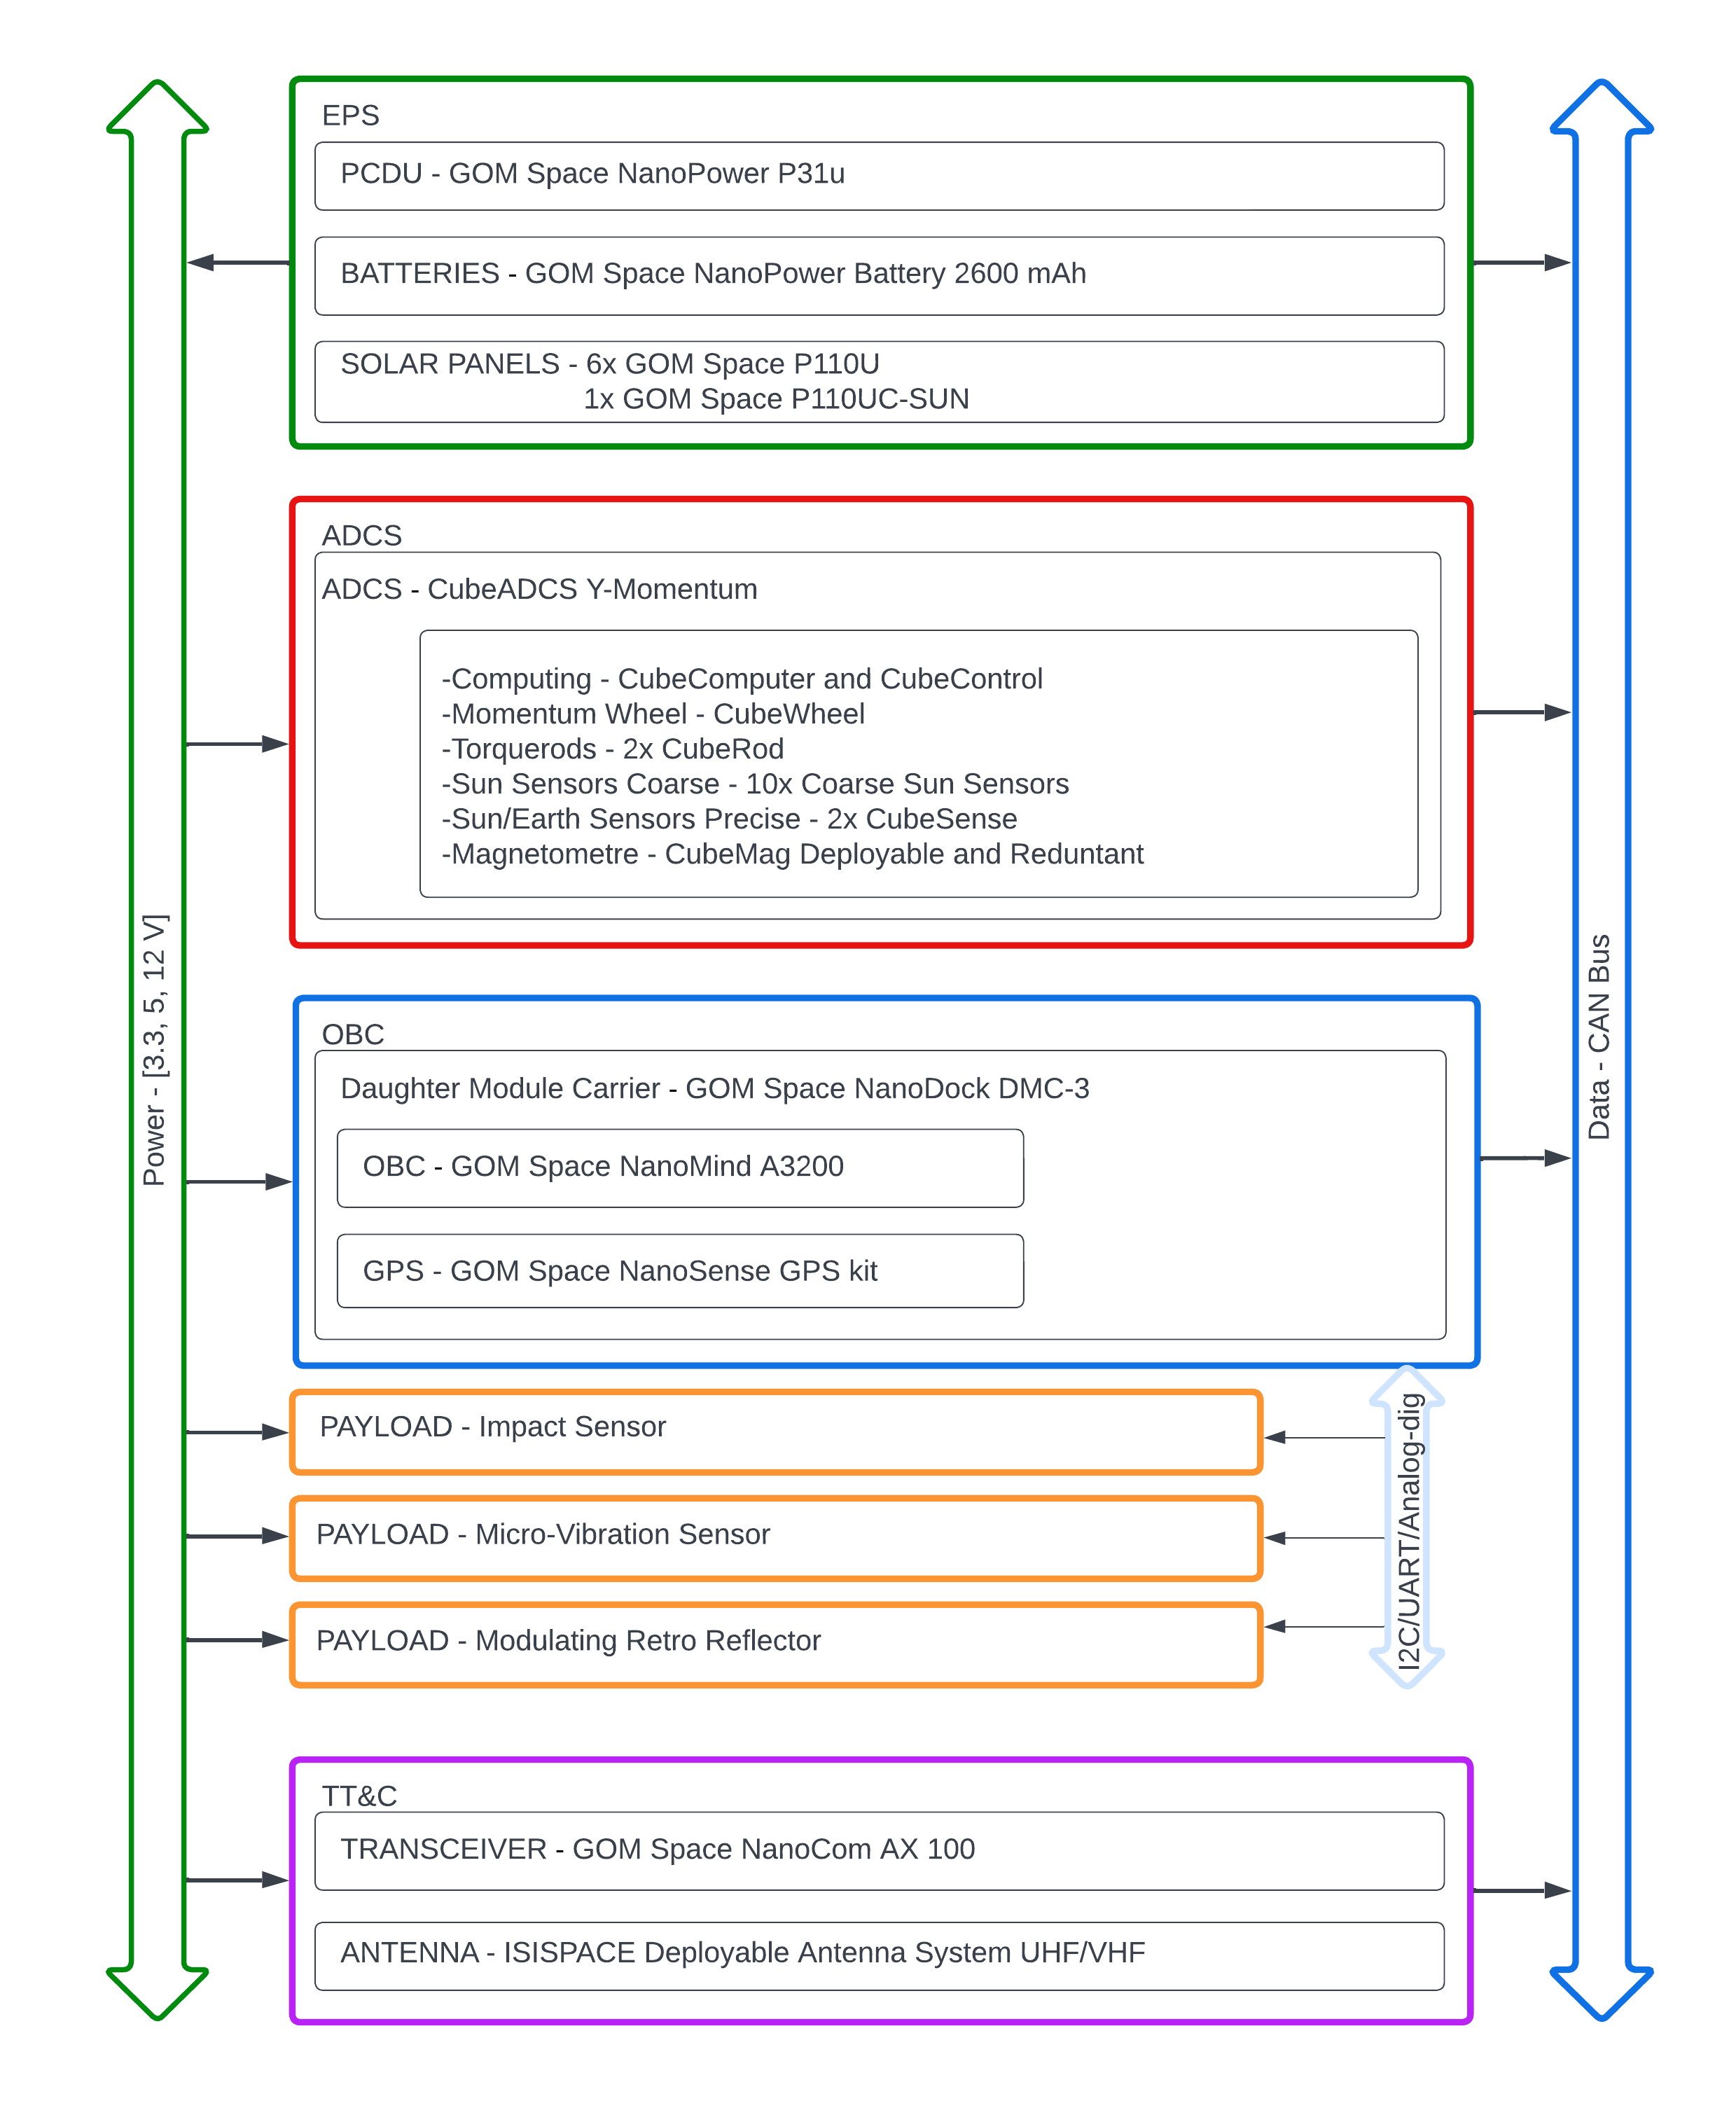 EPS
PCDU - GOM Space NanoPower P31u
BATTERIES - GOM Space NanoPower Battery 2600 mAh
SOLAR PANELS - 6x GOM Space P110U
1x GOM Space P110UC-SUN
ADCS
ADCS - CubeADCS Y-Momentum
-Computing - CubeComputer and CubeControl
-Momentum Wheel - CubeWheel
-Torquerods - 2x CubeRod
-Sun Sensors Coarse - 10x Coarse Sun Sensors
-Sun/Earth Sensors Precise - 2x CubeSense
-Magnetometre - CubeMag Deployable and Reduntant
Power - [3.3, 5, 12 V]
Data - CAN Bus
OBC
Daughter Module Carrier - GOM Space NanoDock DMC-3
OBC - GOM Space NanoMind A3200
GPS - GOM Space NanoSense GPS kit
PAYLOAD - Impact Sensor
PAYLOAD - Micro-Vibration Sensor
PAYLOAD - Modulating Retro Reflector
I2C/UART/Analog-dig
TT&C
TRANSCEIVER - GOM Space NanoCom AX 100
ANTENNA - ISISPACE Deployable Antenna System UHF/VHF